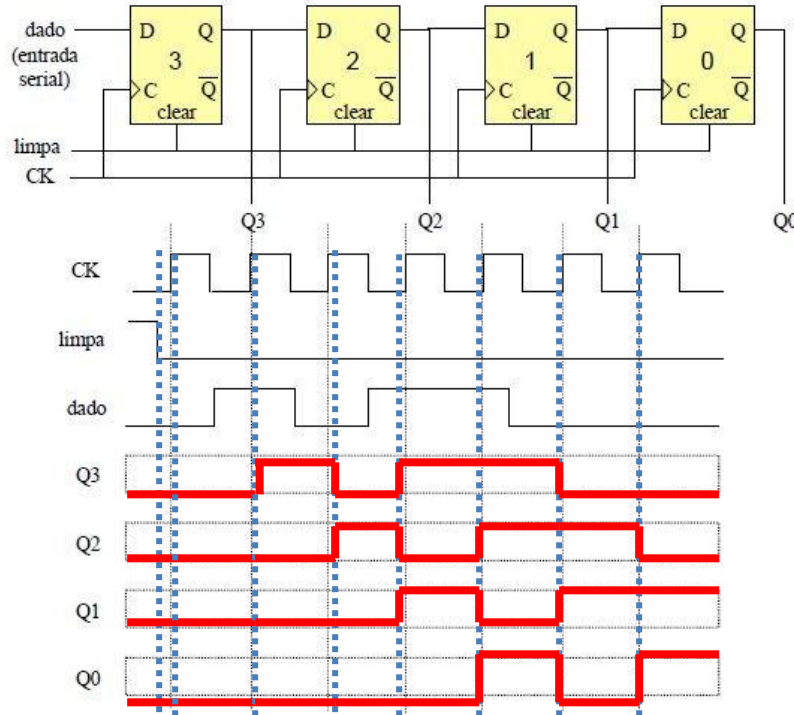 dado
(entrada
serial)
D Q
3
C Q
clear
D Q
2
C Q
clear
D Q
1
C Q
clear
D Q
0
C Q
clear
limpa
CK
Q3 Q2 Q1 Q0
CK
limpa
dado
Q3
Q2
Q1
Q0